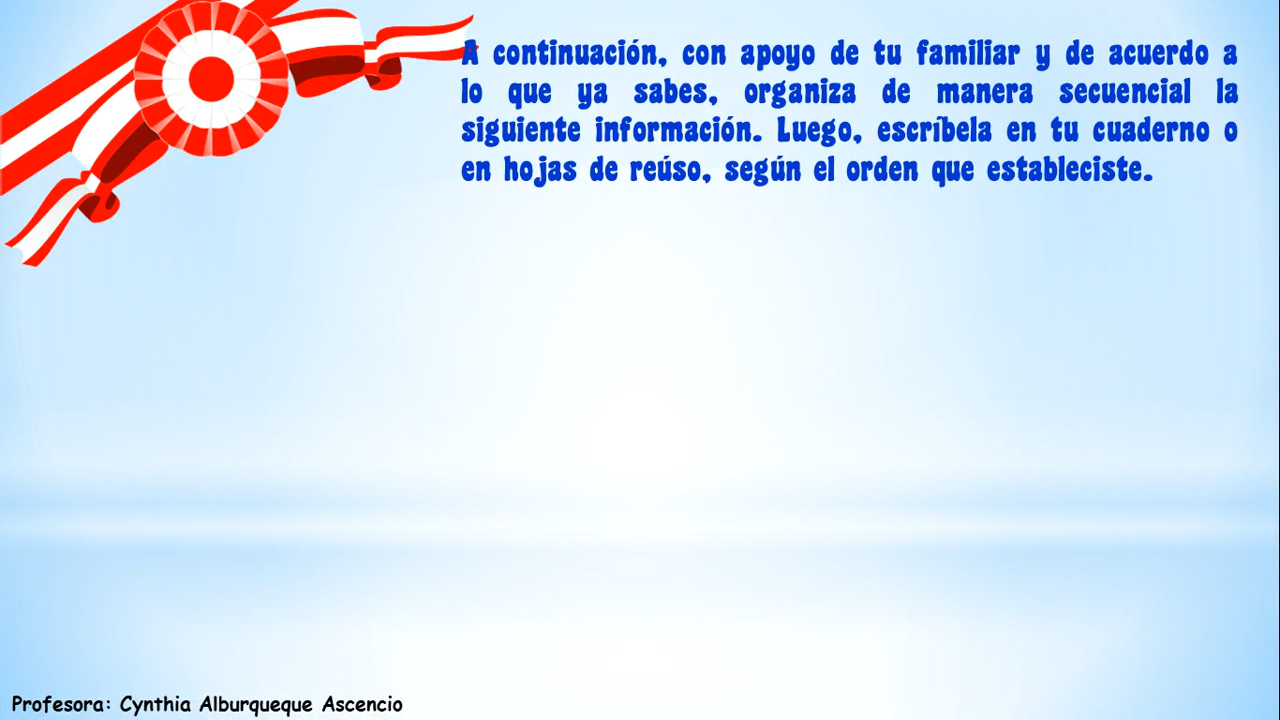 A continuación, con apoyo de tu familiar y de acuerdo a
lo que ya sabes, organiza de manera secuencial la
siguiente información. Luego, escríbela en tu cuaderno o
en hojas de reúso, según el orden que estableciste.
Profesora: Cynthia Alburqueque Ascencio